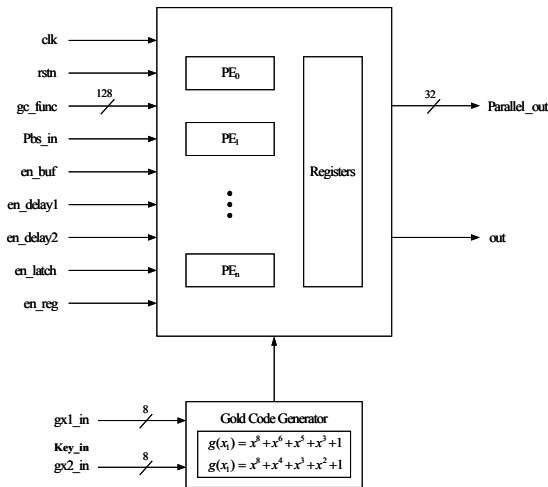 clk
rstn
gc_func
128
Pbs_in
en_buf
en_delay1
en_delay2
en_latch
en_reg
PE0
PE1
PEn
Registers
32
Parallel_out
out
gx1_in
8
Key_in
gx2_in
8
Gold Code Generator
g(x₁) = x⁸ + x⁶ + x⁵ + x³ + 1
g(x₁) = x⁸ + x⁴ + x³ + x² + 1